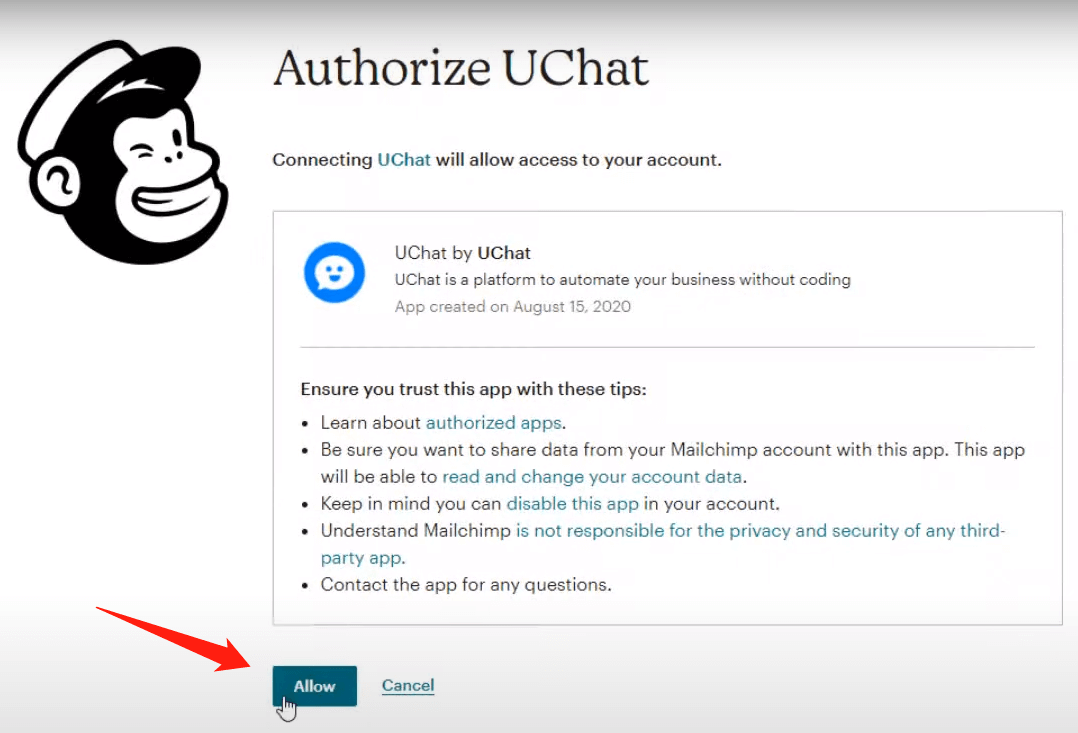 Authorize UChat
Connecting UChat will allow access to your account.
UChat by UChat
UChat is a platform to automate your business without coding
App created on August 15, 2020
Ensure you trust this app with these tips:
• Learn about authorized apps.
• Be sure you want to share data from your Mailchimp account with this app. This app
will be able to read and change your account data.
• Keep in mind you can disable this app in your account.
• Understand Mailchimp is not responsible for the privacy and security of any third-
party app.
• Contact the app for any questions.
Allow Cancel